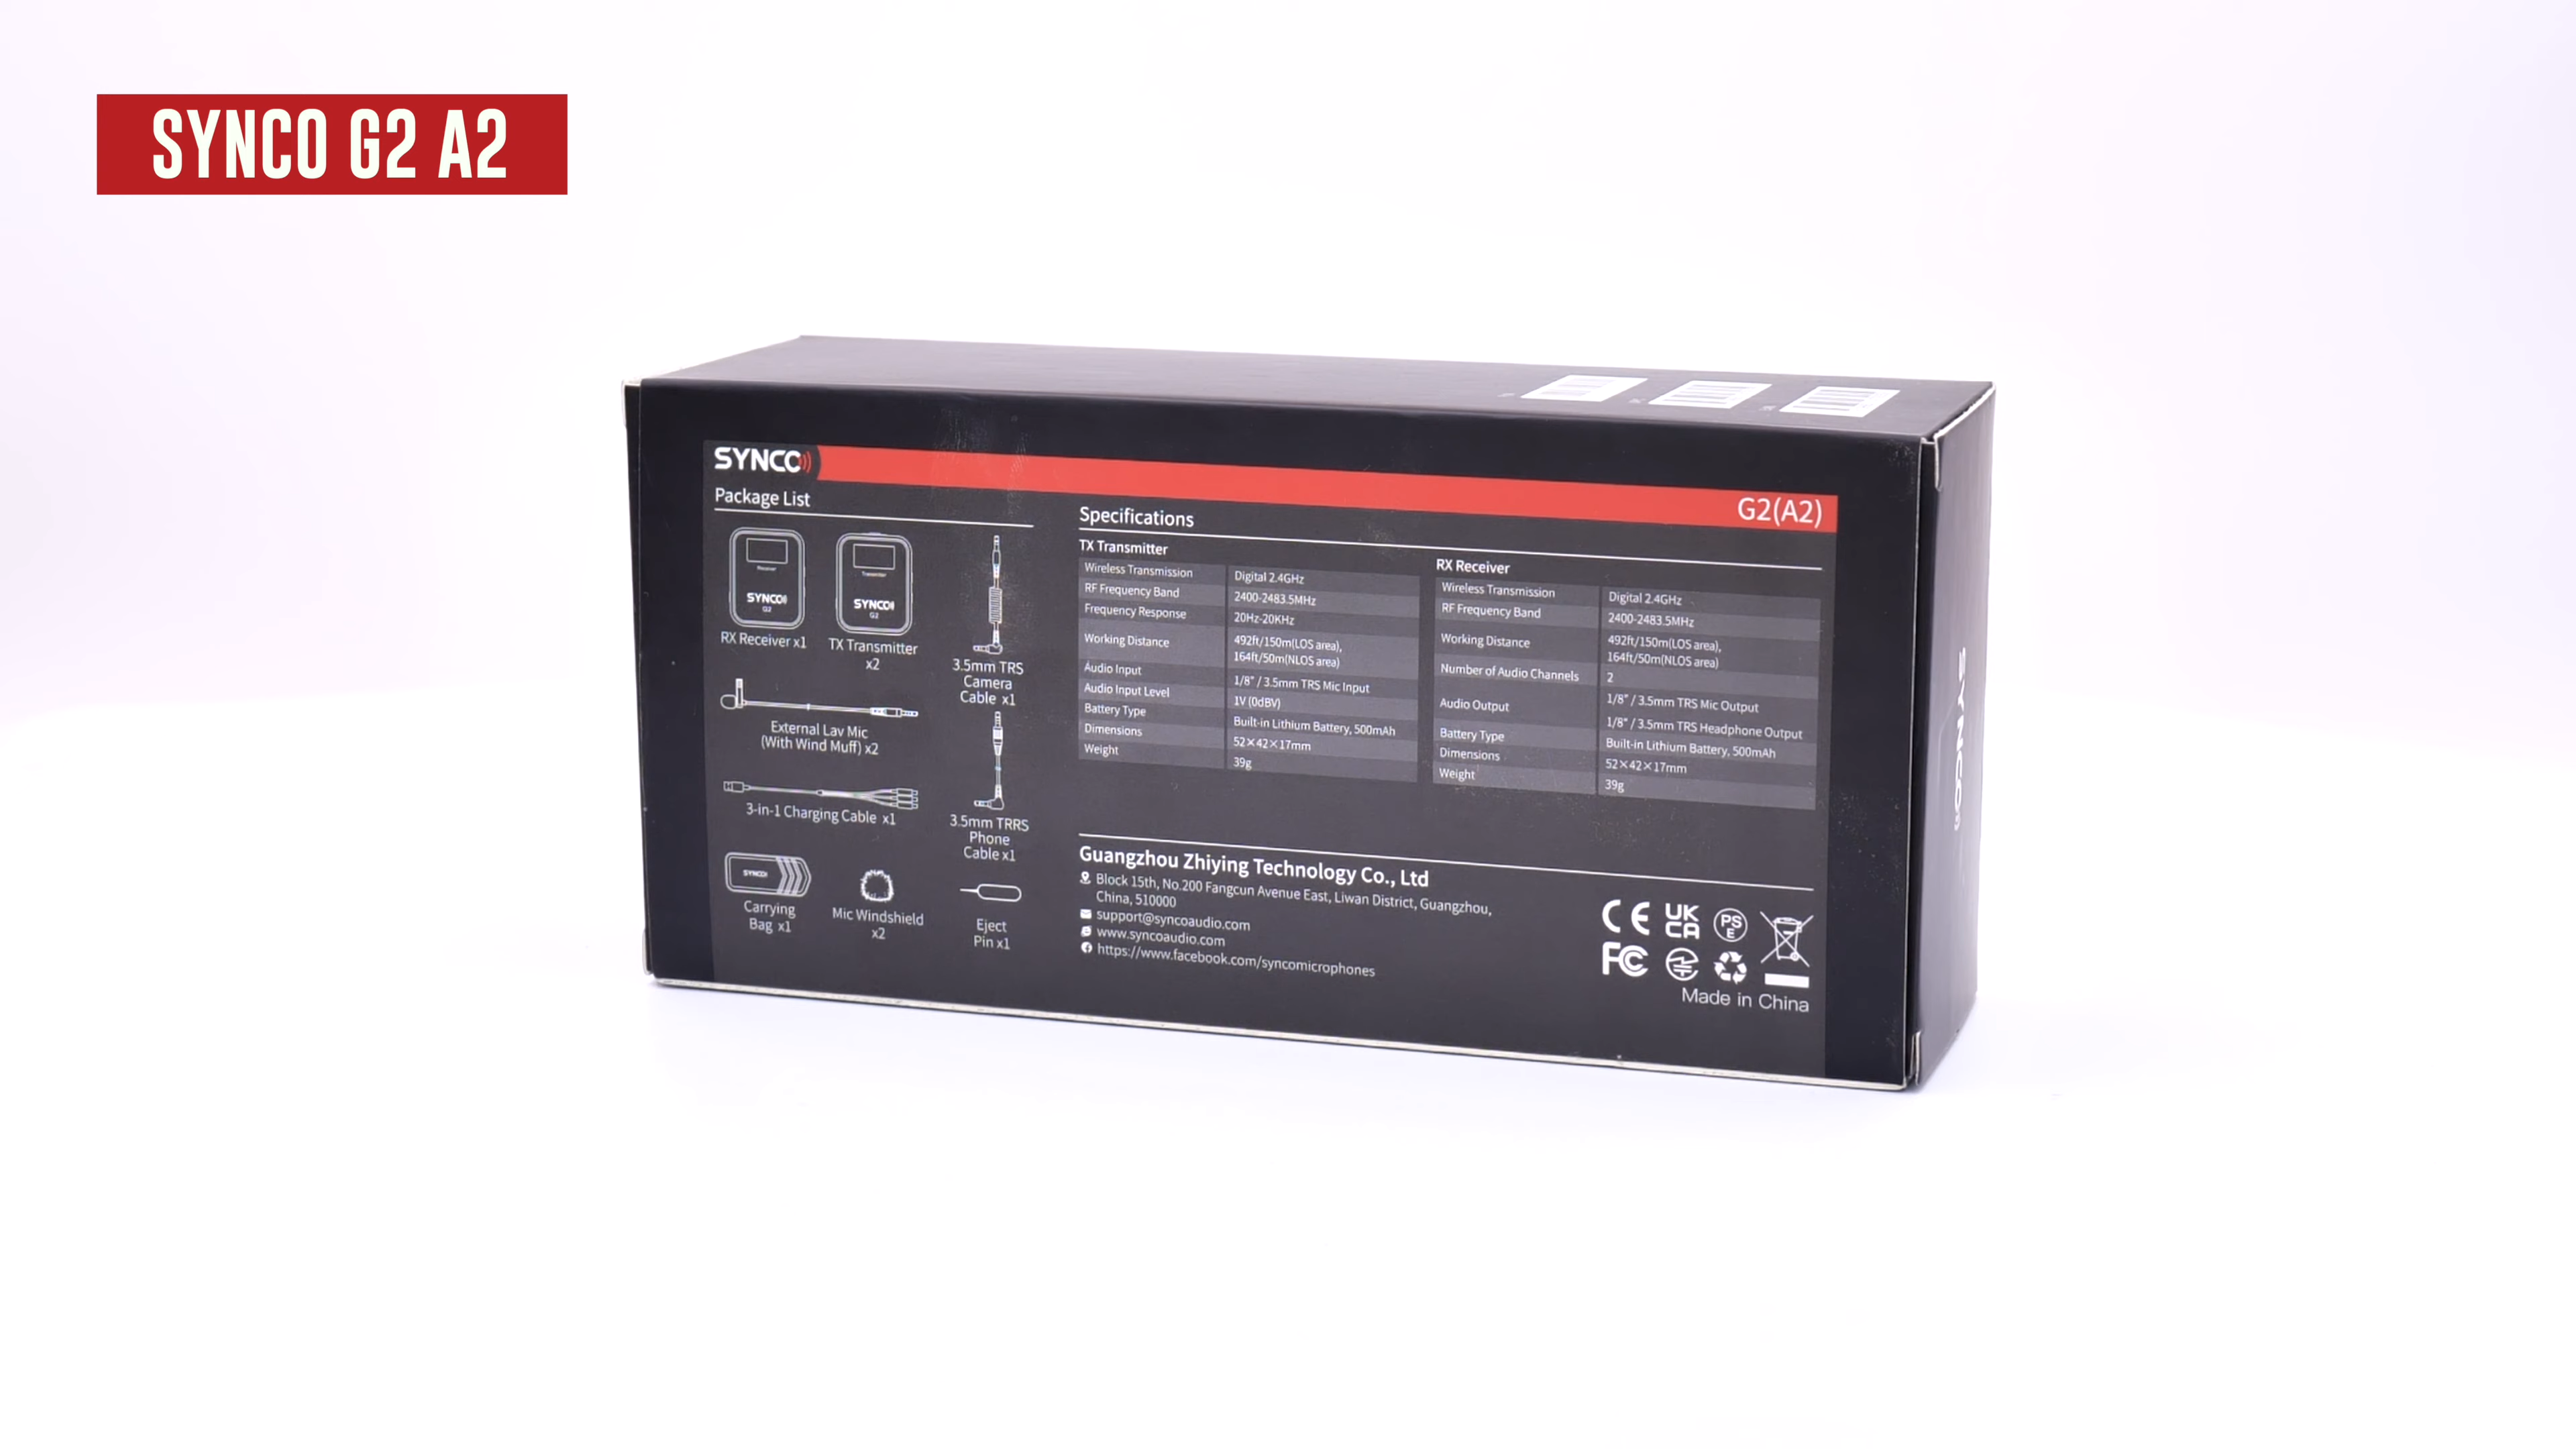 SYNCO G2 A2
SYNCO
G2(A2)
Package List
RX Receiver x1
TX Transmitter
x2
3.5mm TRS
Camera
Cable x1
External Lav Mic
(With Wind Muff) x2
3-in-1 Charging Cable x1
3.5mm TRRS
Phone
Cable x1
Carrying
Bag x1
Mic Windshield
x2
Eject
Pin x1
Receiver
SYNCO
G2
Transmitter
SYNCO
G2
SYNCO
Specifications
TX Transmitter
Wireless Transmission Digital 2.4GHz
RF Frequency Band 2400-2483.5MHz
Frequency Response 20Hz-20KHz
Working Distance 492ft/150m(LOS area),
164ft/50m(NLOS area)
Audio Input 1/8" / 3.5mm TRS Mic Input
Audio Input Level 1V (0dBV)
Battery Type Built-in Lithium Battery, 500mAh
Dimensions 52×42×17mm
Weight 39g
RX Receiver
Wireless Transmission Digital 2.4GHz
RF Frequency Band 2400-2483.5MHz
Working Distance 492ft/150m(LOS area),
164ft/50m(NLOS area)
Number of Audio Channels 2
Audio Output 1/8" / 3.5mm TRS Mic Output
1/8" / 3.5mm TRS Headphone Output
Battery Type Built-in Lithium Battery, 500mAh
Dimensions 52×42×17mm
Weight 39g
Guangzhou Zhiying Technology Co., Ltd
Block 15th, No.200 Fangcun Avenue East, Liwan District, Guangzhou,
China, 510000
support@syncoaudio.com
www.syncoaudio.com
https://www.facebook.com/syncomicrophones
CE UK
CA PS
E
FC
Made in China
SYNCO